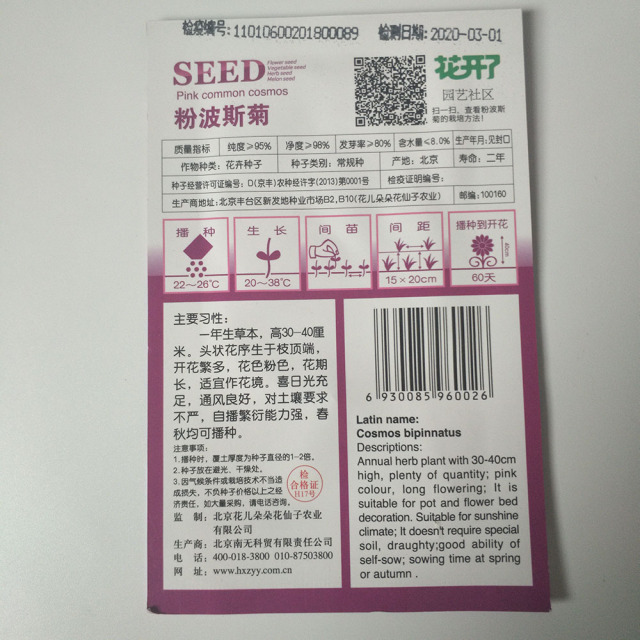 检疫编号:11010600201800089 检测日期:2020-03-01
SEED
Flower seed
Vegetable seed
Herb seed
Melon seed
Pink common cosmos
粉波斯菊
花开了
园艺社区
扫一扫，查看粉波斯
菊的栽培方法！
质量指标 纯度≥95% 净度≥98% 发芽率≥80% 含水量≤8.0% 生产年月:见封口
作物种类：花卉种子 种子类别：常规种 产地：北京 寿命：二年
种子经营许可证编号：D(京丰)农种经许字(2013)第0001号 检疫证明编号：
生产商地址：北京丰台区新发地种业市场B2,B10(花儿朵朵花仙子农业) 邮编:100160
播种 生长 间苗 间距 播种到开花
40cm
22～26℃ 20～38℃ 15×20cm 60天
主要习性：
一年生草本，高30-40厘
米。头状花序生于枝顶端，
开花繁多，花色粉色，花期
长，适宜作花境。喜日光充
足，通风良好，对土壤要求
不严，自播繁衍能力强，春
秋均可播种。
注意事项：
1.播种时，覆土厚度为种子直径的1-2倍。
2.种子放在避光、干燥处。
3.因气候条件或栽培技术不当造
成损失，不负种子价格以上之经
济责任，如大量采购，请电话咨询。
检
合格证
H17号
监制：北京花儿朵朵花仙子农业
有限公司
生产商：北京南无科贸有限责任公司
电话：400-018-3800 010-87503800
网址：www.hxzyy.com.cn
6 930085 960026
Latin name:
Cosmos bipinnatus
Descriptions:
Annual herb plant with 30-40cm
high, plenty of quantity; pink
colour, long flowering; It is
suitable for pot and flower bed
decoration. Suitable for sunshine
climate; It doesn't require special
soil, draughty;good ability of
self-sow; sowing time at spring
or autumn .